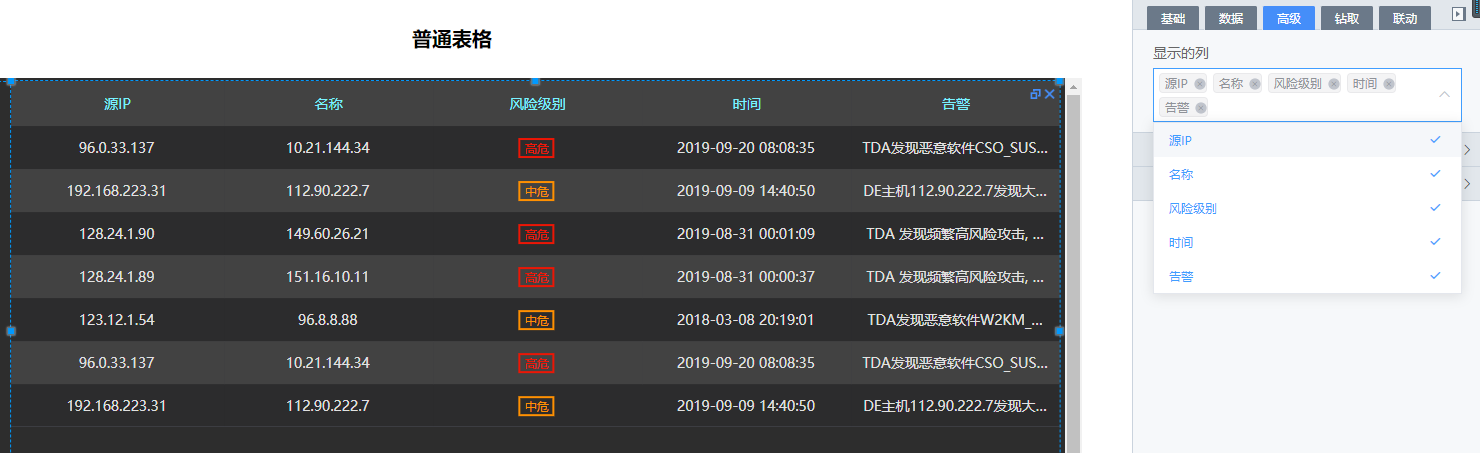 普通表格
源IP 名称 风险级别 时间 告警
96.0.33.137 10.21.144.34 高危 2019-09-20 08:08:35 TDA发现恶意软件CSO_SUS...
192.168.223.31 112.90.222.7 中危 2019-09-09 14:40:50 DE主机112.90.222.7发现大...
128.24.1.90 149.60.26.21 高危 2019-08-31 00:01:09 TDA 发现频繁高风险攻击, ...
128.24.1.89 151.16.10.11 高危 2019-08-31 00:00:37 TDA 发现频繁高风险攻击, ...
123.12.1.54 96.8.8.88 中危 2018-03-08 20:19:01 TDA发现恶意软件W2KM_...
96.0.33.137 10.21.144.34 高危 2019-09-20 08:08:35 TDA发现恶意软件CSO_SUS...
192.168.223.31 112.90.222.7 中危 2019-09-09 14:40:50 DE主机112.90.222.7发现大...
基础 数据 高级 钻取 联动
显示的列
源IP 名称 风险级别 时间
告警
源IP
名称
风险级别
时间
告警